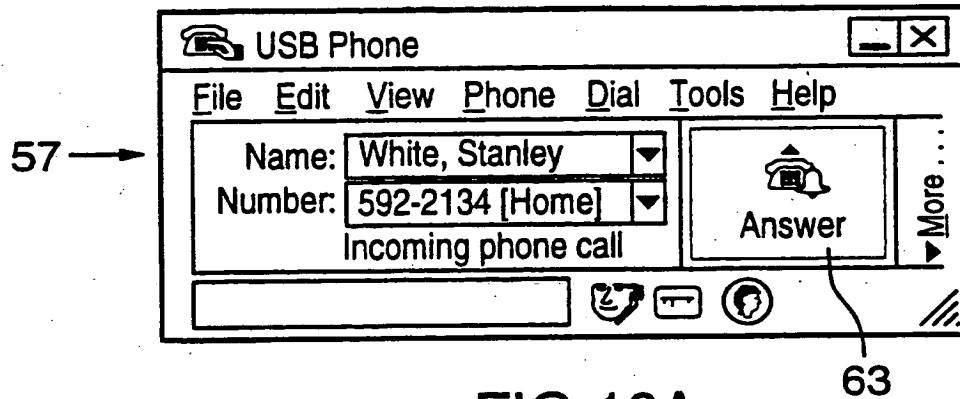 USB Phone
File Edit View Phone Dial Tools Help
57
Name: White, Stanley
Number: 592-2134 [Home]
Incoming phone call
Answer
More...
63